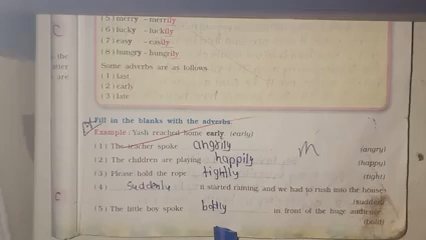 (5) merry - merrily
(6) lucky - luckily
(7) easy - easily
(8) hungry - hungrily
Some adverbs are as follows
(1) fast
(2) early
(3) late
the
are
Fill in the blanks with the adverbs.
Example : Yash reached home early. (early)
(1) The teacher spoke angrily (angry)
(2) The children are playing happily (happy)
(3) Please hold the rope tightly (tight)
(4) suddenly it started raining and we had to rush into the house.
(sudden)
(5) The little boy spoke in front of the huge audience.
(bold)